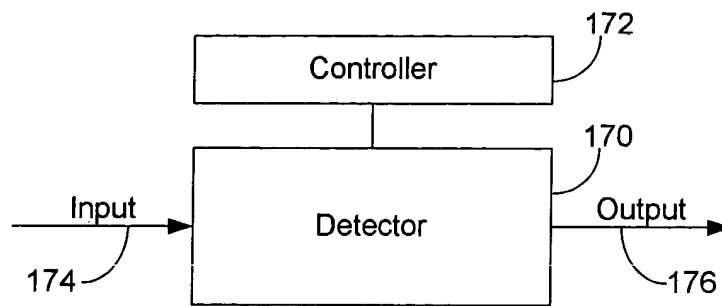 172
Controller
170
Input
Detector
Output
174
176